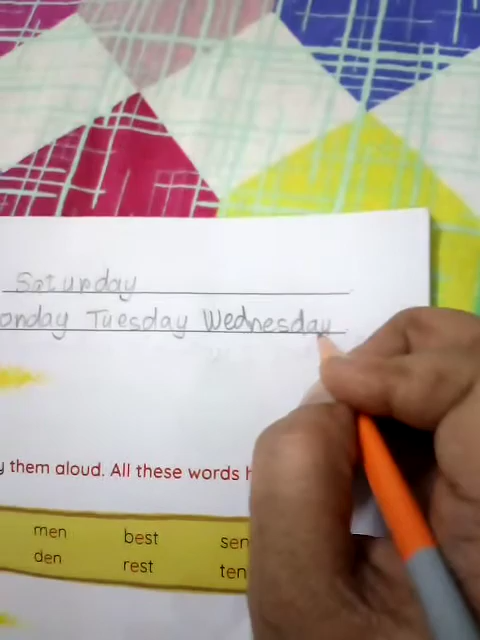 Saturday
onday Tuesday Wednesday
them aloud. All these words h
men best sen
den rest ten